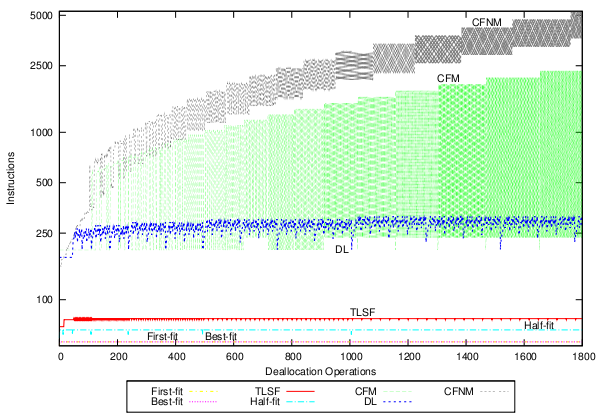 5000
CFNM
2500
CFM
1000
Instructions
500
250
DL
100
TLSF
Half-fit
First-fit
Best-fit
0
200
400
600
800
1000
1200
1400
1600
1800
Deallocation Operations
First-fit
TLSF
CFM
CFNM
Best-fit
Half-fit
DL